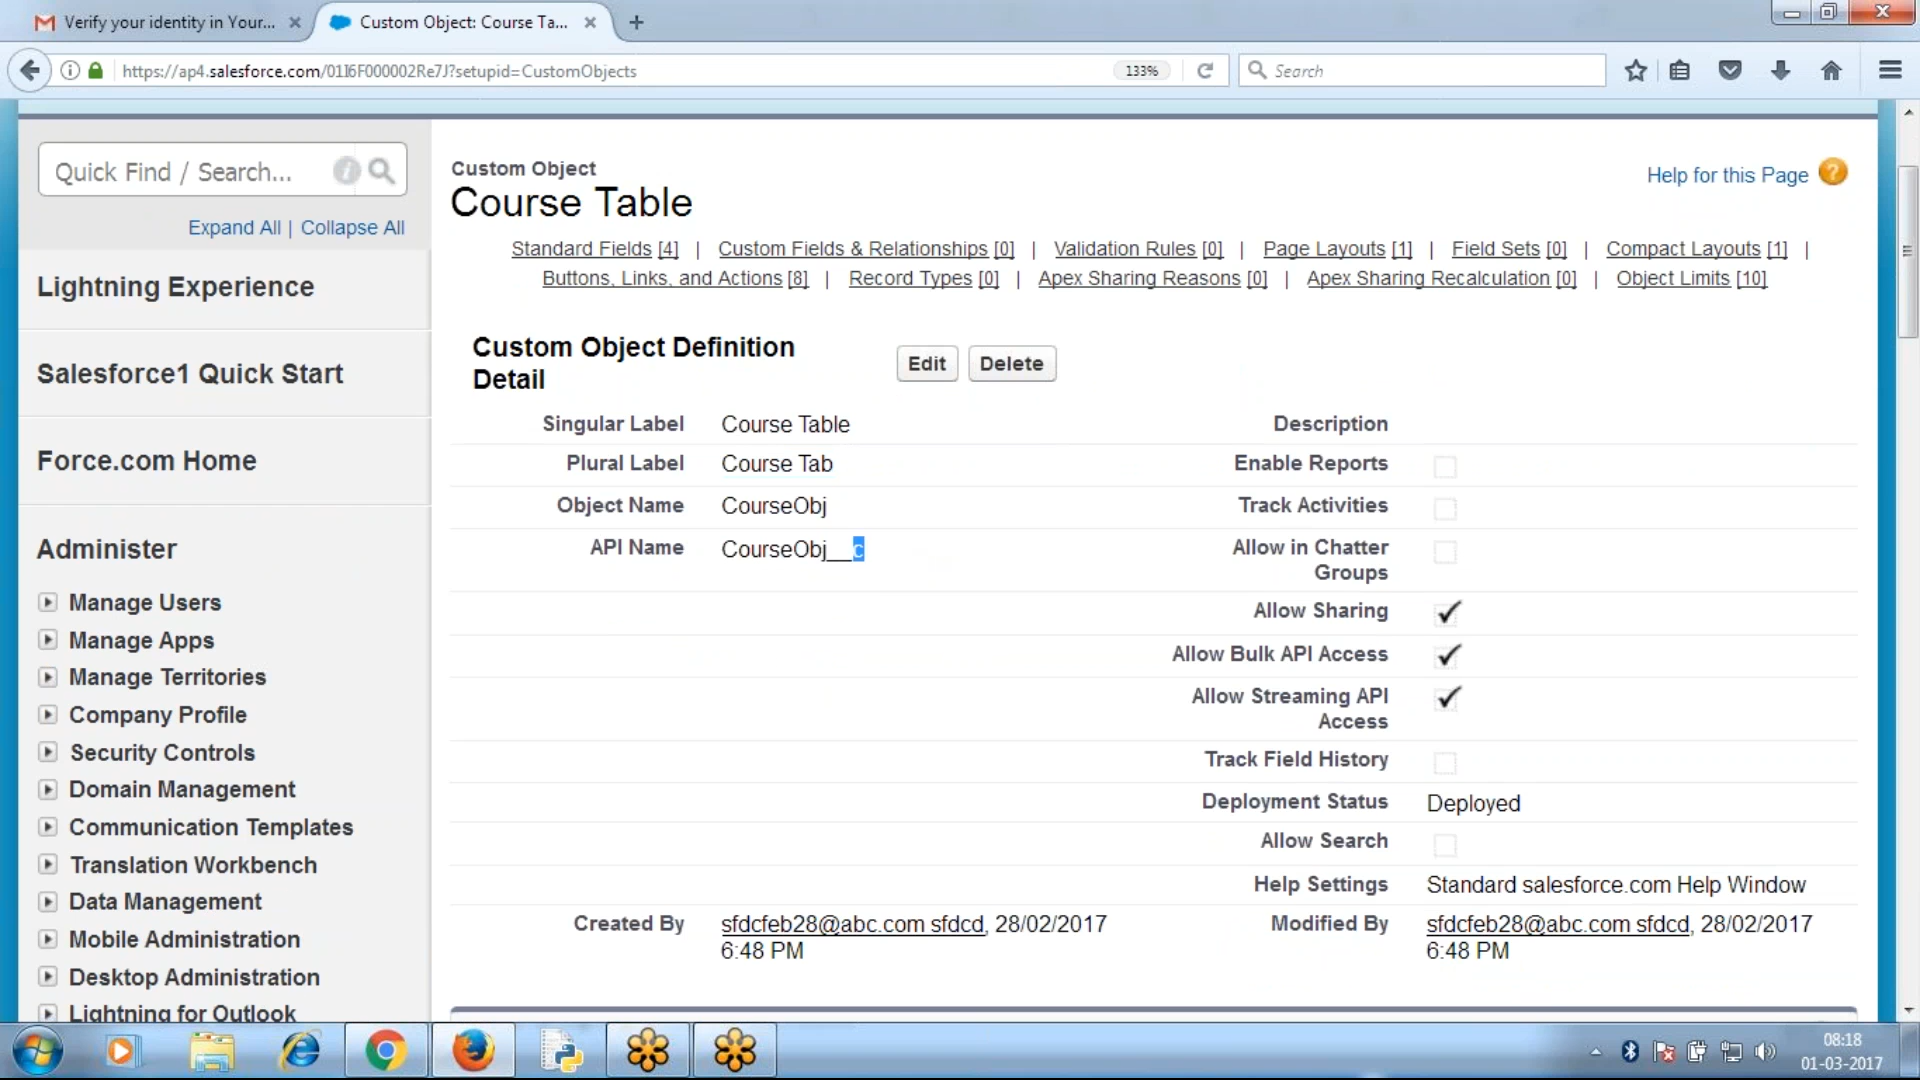 Verify your identity in Your...
Custom Object: Course Ta...
https://ap4.salesforce.com/01I6F000002Re7J?setupid=CustomObjects
133%
Search
Quick Find / Search...
Expand All | Collapse All
Lightning Experience
Salesforce1 Quick Start
Force.com Home
Administer
Manage Users
Manage Apps
Manage Territories
Company Profile
Security Controls
Domain Management
Communication Templates
Translation Workbench
Data Management
Mobile Administration
Desktop Administration
Lightning for Outlook
Custom Object
Course Table
Help for this Page
Standard Fields [4] | Custom Fields & Relationships [0] | Validation Rules [0] | Page Layouts [1] | Field Sets [0] | Compact Layouts [1] |
Buttons, Links, and Actions [8] | Record Types [0] | Apex Sharing Reasons [0] | Apex Sharing Recalculation [0] | Object Limits [10]
Custom Object Definition
Detail
Edit Delete
Singular Label Course Table Description
Plural Label Course Tab Enable Reports
Object Name CourseObj Track Activities
API Name CourseObj__c Allow in Chatter
Groups
Allow Sharing
Allow Bulk API Access
Allow Streaming API
Access
Track Field History
Deployment Status Deployed
Allow Search
Help Settings Standard salesforce.com Help Window
Created By sfdcfeb28@abc.com sfdcd, 28/02/2017 Modified By sfdcfeb28@abc.com sfdcd, 28/02/2017
6:48 PM 6:48 PM
08:18
01-03-2017